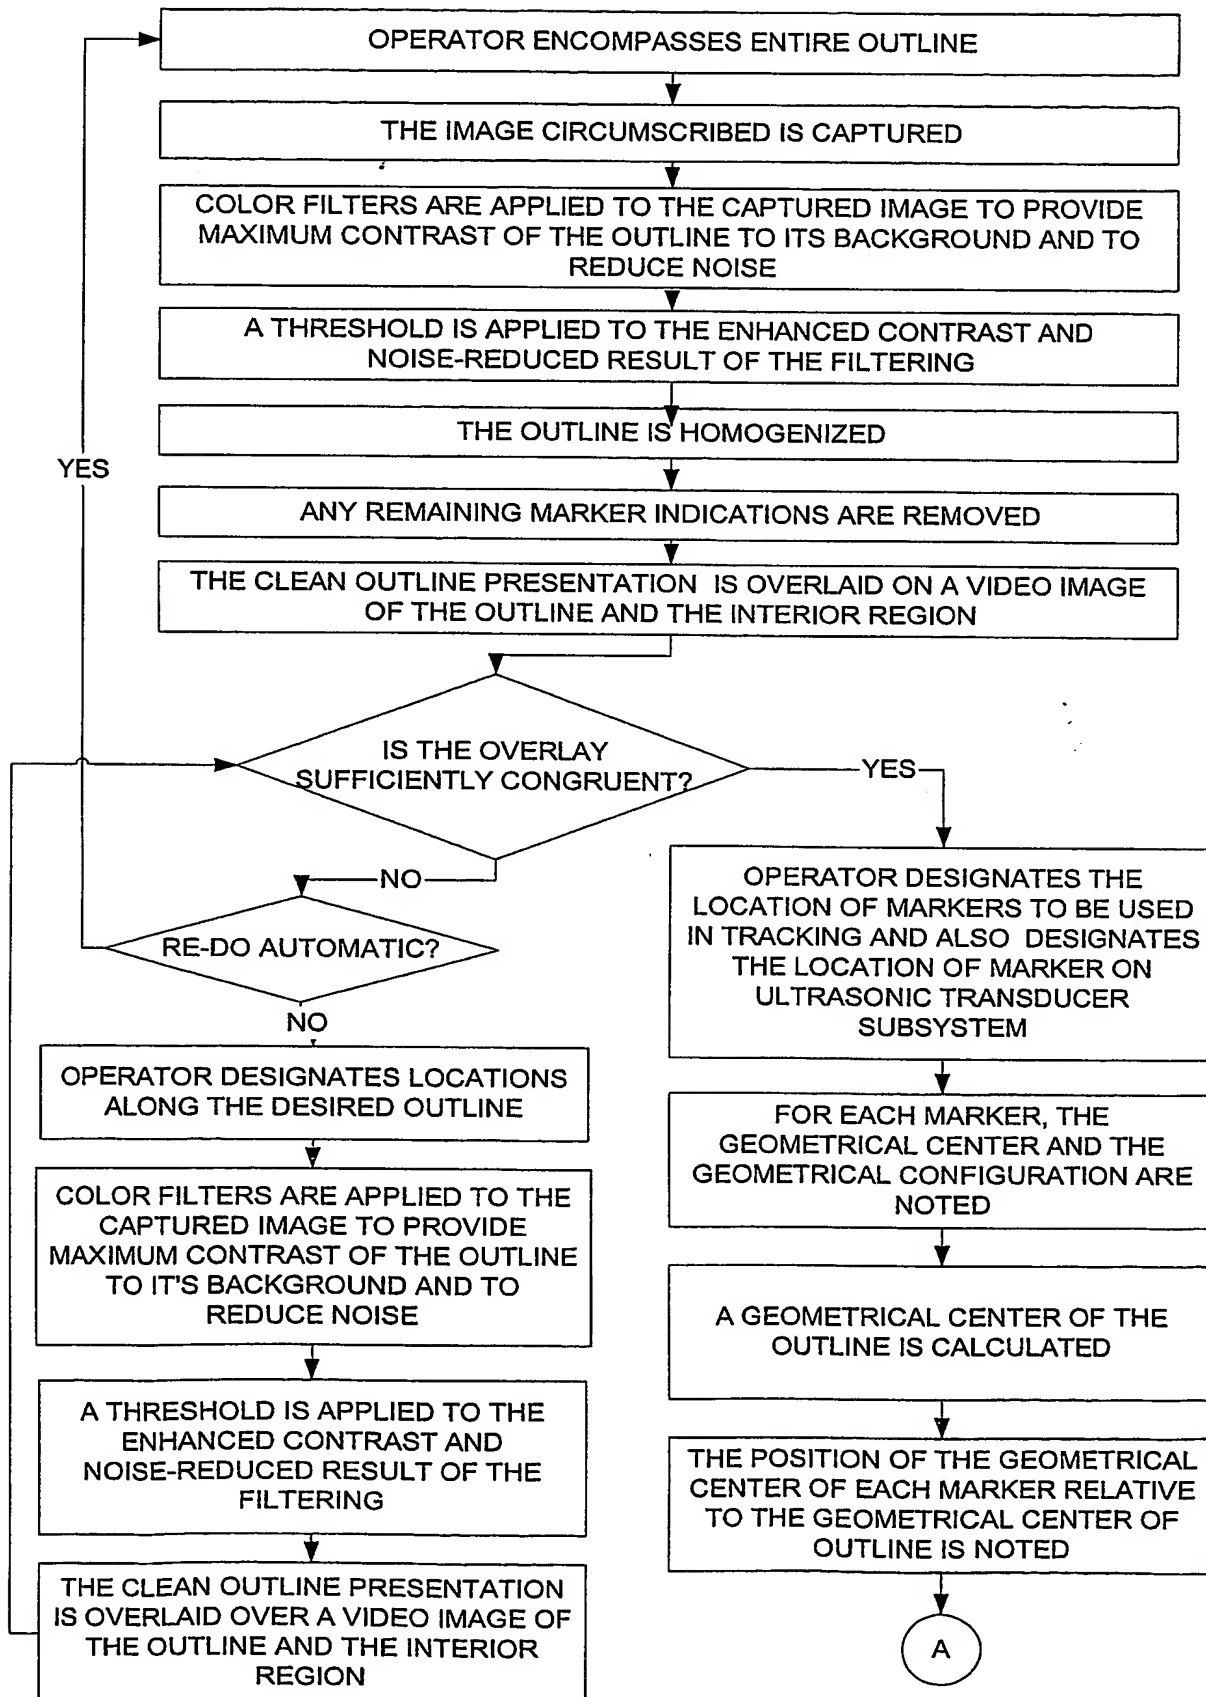 OPERATOR ENCOMPASSES ENTIRE OUTLINE
THE IMAGE CIRCUMSCRIBED IS CAPTURED
COLOR FILTERS ARE APPLIED TO THE CAPTURED IMAGE TO PROVIDE
MAXIMUM CONTRAST OF THE OUTLINE TO ITS BACKGROUND AND TO
REDUCE NOISE
A THRESHOLD IS APPLIED TO THE ENHANCED CONTRAST AND
NOISE-REDUCED RESULT OF THE FILTERING
THE OUTLINE IS HOMOGENIZED
YES
ANY REMAINING MARKER INDICATIONS ARE REMOVED
THE CLEAN OUTLINE PRESENTATION IS OVERLAID ON A VIDEO IMAGE
OF THE OUTLINE AND THE INTERIOR REGION
IS THE OVERLAY
SUFFICIENTLY CONGRUENT?
YES
NO
RE-DO AUTOMATIC?
NO
OPERATOR DESIGNATES LOCATIONS
ALONG THE DESIRED OUTLINE
COLOR FILTERS ARE APPLIED TO THE
CAPTURED IMAGE TO PROVIDE
MAXIMUM CONTRAST OF THE OUTLINE
TO IT'S BACKGROUND AND TO
REDUCE NOISE
A THRESHOLD IS APPLIED TO THE
ENHANCED CONTRAST AND
NOISE-REDUCED RESULT OF THE
FILTERING
THE CLEAN OUTLINE PRESENTATION
IS OVERLAID OVER A VIDEO IMAGE OF
THE OUTLINE AND THE INTERIOR
REGION
OPERATOR DESIGNATES THE
LOCATION OF MARKERS TO BE USED
IN TRACKING AND ALSO DESIGNATES
THE LOCATION OF MARKER ON
ULTRASONIC TRANSDUCER
SUBSYSTEM
FOR EACH MARKER, THE
GEOMETRICAL CENTER AND THE
GEOMETRICAL CONFIGURATION ARE
NOTED
A GEOMETRICAL CENTER OF THE
OUTLINE IS CALCULATED
THE POSITION OF THE GEOMETRICAL
CENTER OF EACH MARKER RELATIVE
TO THE GEOMETRICAL CENTER OF
OUTLINE IS NOTED
A